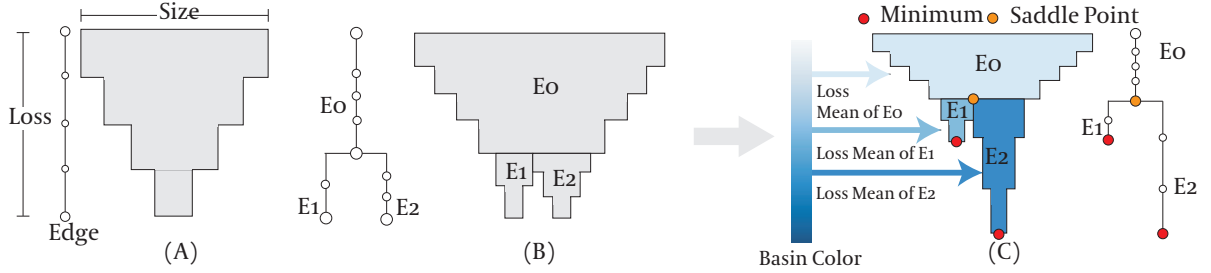 Size
Loss
Edge
(A)
E0
E1
E2
E0
E1
E2
(B)
Minimum
Saddle Point
E0
E1
E2
Loss
Mean of E0
Loss Mean of E1
Loss Mean of E2
Basin Color
(C)
E0
E1
E2